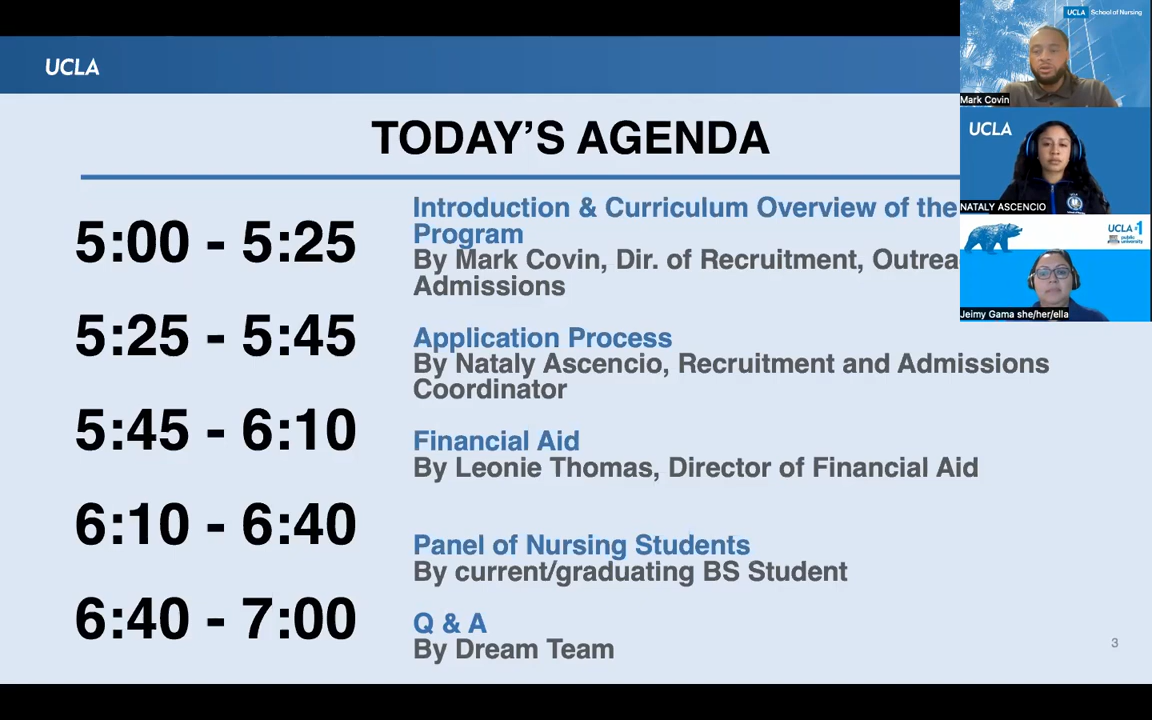 UCLA
TODAY'S AGENDA
5:00 - 5:25
Introduction & Curriculum Overview of the
Program
By Mark Covin, Dir. of Recruitment,
Admissions
5:25 - 5:45
Application Process
By Nataly Ascencio, Recruitment and Admissions
Coordinator
5:45 - 6:10
Financial Aid
By Leonie Thomas, Director of Financial Aid
6:10 - 6:40
Panel of Nursing Students
By current/graduating BS Student
6:40 - 7:00
Q & A
By Dream Team
3
UCLA School of Nursing
Mark Covin
UCLA
NATALY ASCENCIO
UCLA #1
public
university
Jeimy Gama she/her/ella